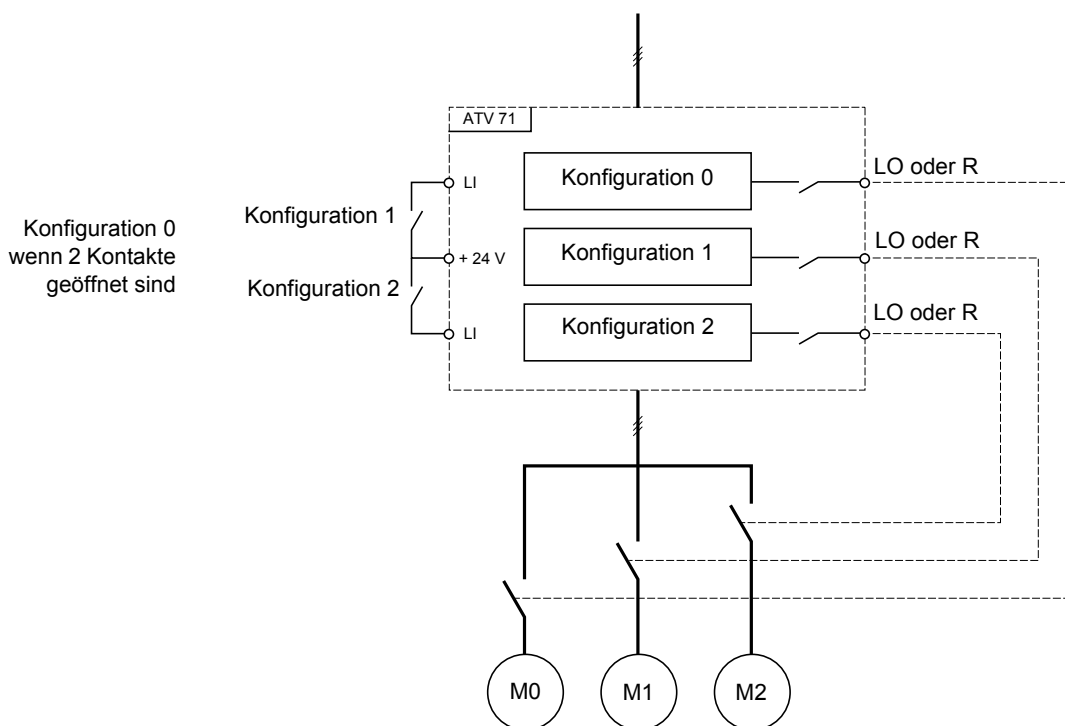 ATV 71
Konfiguration 0
LO oder R
LI
Konfiguration 1
Konfiguration 0
wenn 2 Kontakte
geöffnet sind
Konfiguration 1
LO oder R
+ 24 V
Konfiguration 2
Konfiguration 2
LO oder R
LI
M0
M1
M2